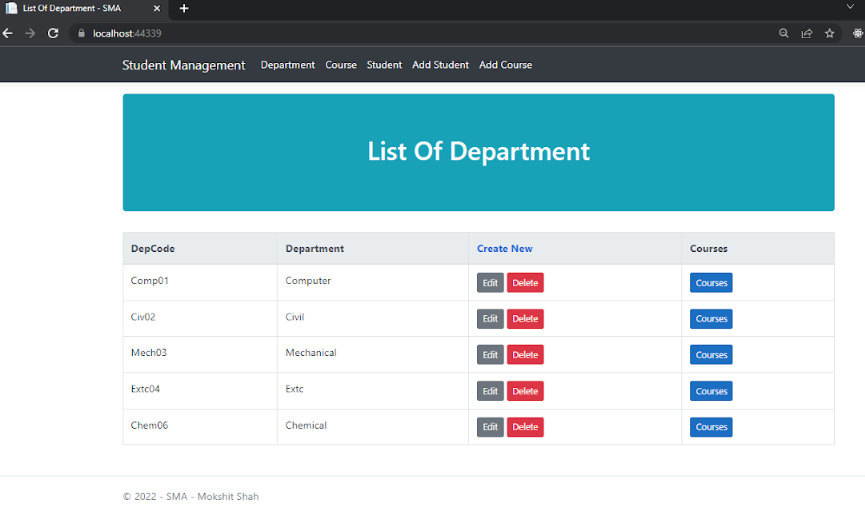 List Of Department - SMA
localhost:44339
Student Management Department Course Student Add Student Add Course
List Of Department
DepCode Department Create New Courses
Comp01 Computer Edit Delete Courses
Civ02 Civil Edit Delete Courses
Mech03 Mechanical Edit Delete Courses
Extc04 Extc Edit Delete Courses
Chem06 Chemical Edit Delete Courses
© 2022 - SMA - Mokshit Shah